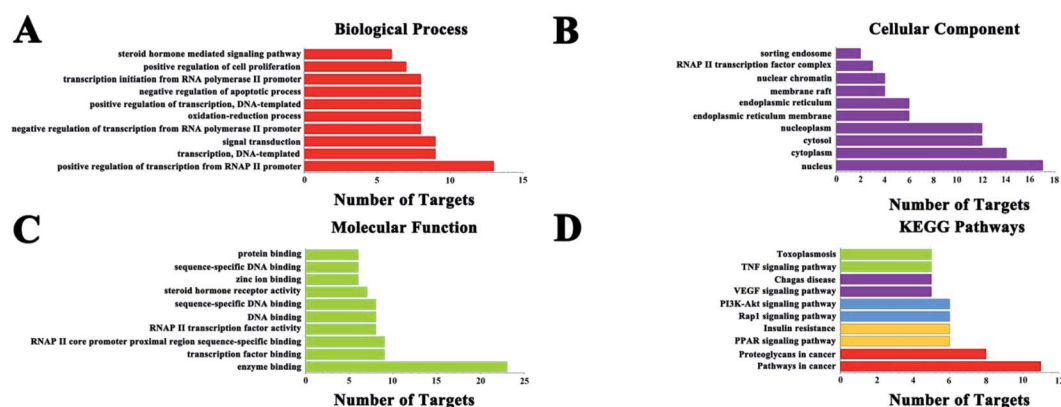 A
Biological Process
steroid hormone mediated signaling pathway
positive regulation of cell proliferation
transcription initiation from RNA polymerase II promoter
negative regulation of apoptotic process
positive regulation of transcription, DNA-templated
oxidation-reduction process
negative regulation of transcription from RNA polymerase II promoter
signal transduction
transcription, DNA-templated
positive regulation of transcription from RNAP II promoter
0 5 10 15
Number of Targets
B
Cellular Component
sorting endosome
RNAP II transcription factor complex
nuclear chromatin
membrane raft
endoplasmic reticulum
endoplasmic reticulum membrane
nucleoplasm
cytosol
cytoplasm
nucleus
0 2 4 6 8 10 12 14 16 18
Number of Targets
C
Molecular Function
protein binding
sequence-specific DNA binding
zinc ion binding
steroid hormone receptor activity
sequence-specific DNA binding
DNA binding
RNAP II transcription factor activity
RNAP II core promoter proximal region sequence-specific binding
transcription factor binding
enzyme binding
0 5 10 15 20 25
Number of Targets
D
KEGG Pathways
Toxoplasmosis
TNF signaling pathway
Chagas disease
VEGF signaling pathway
PI3K-Akt signaling pathway
Rap1 signaling pathway
Insulin resistance
PPAR signaling pathway
Proteoglycans in cancer
Pathways in cancer
0 2 4 6 8 10 12
Number of Targets